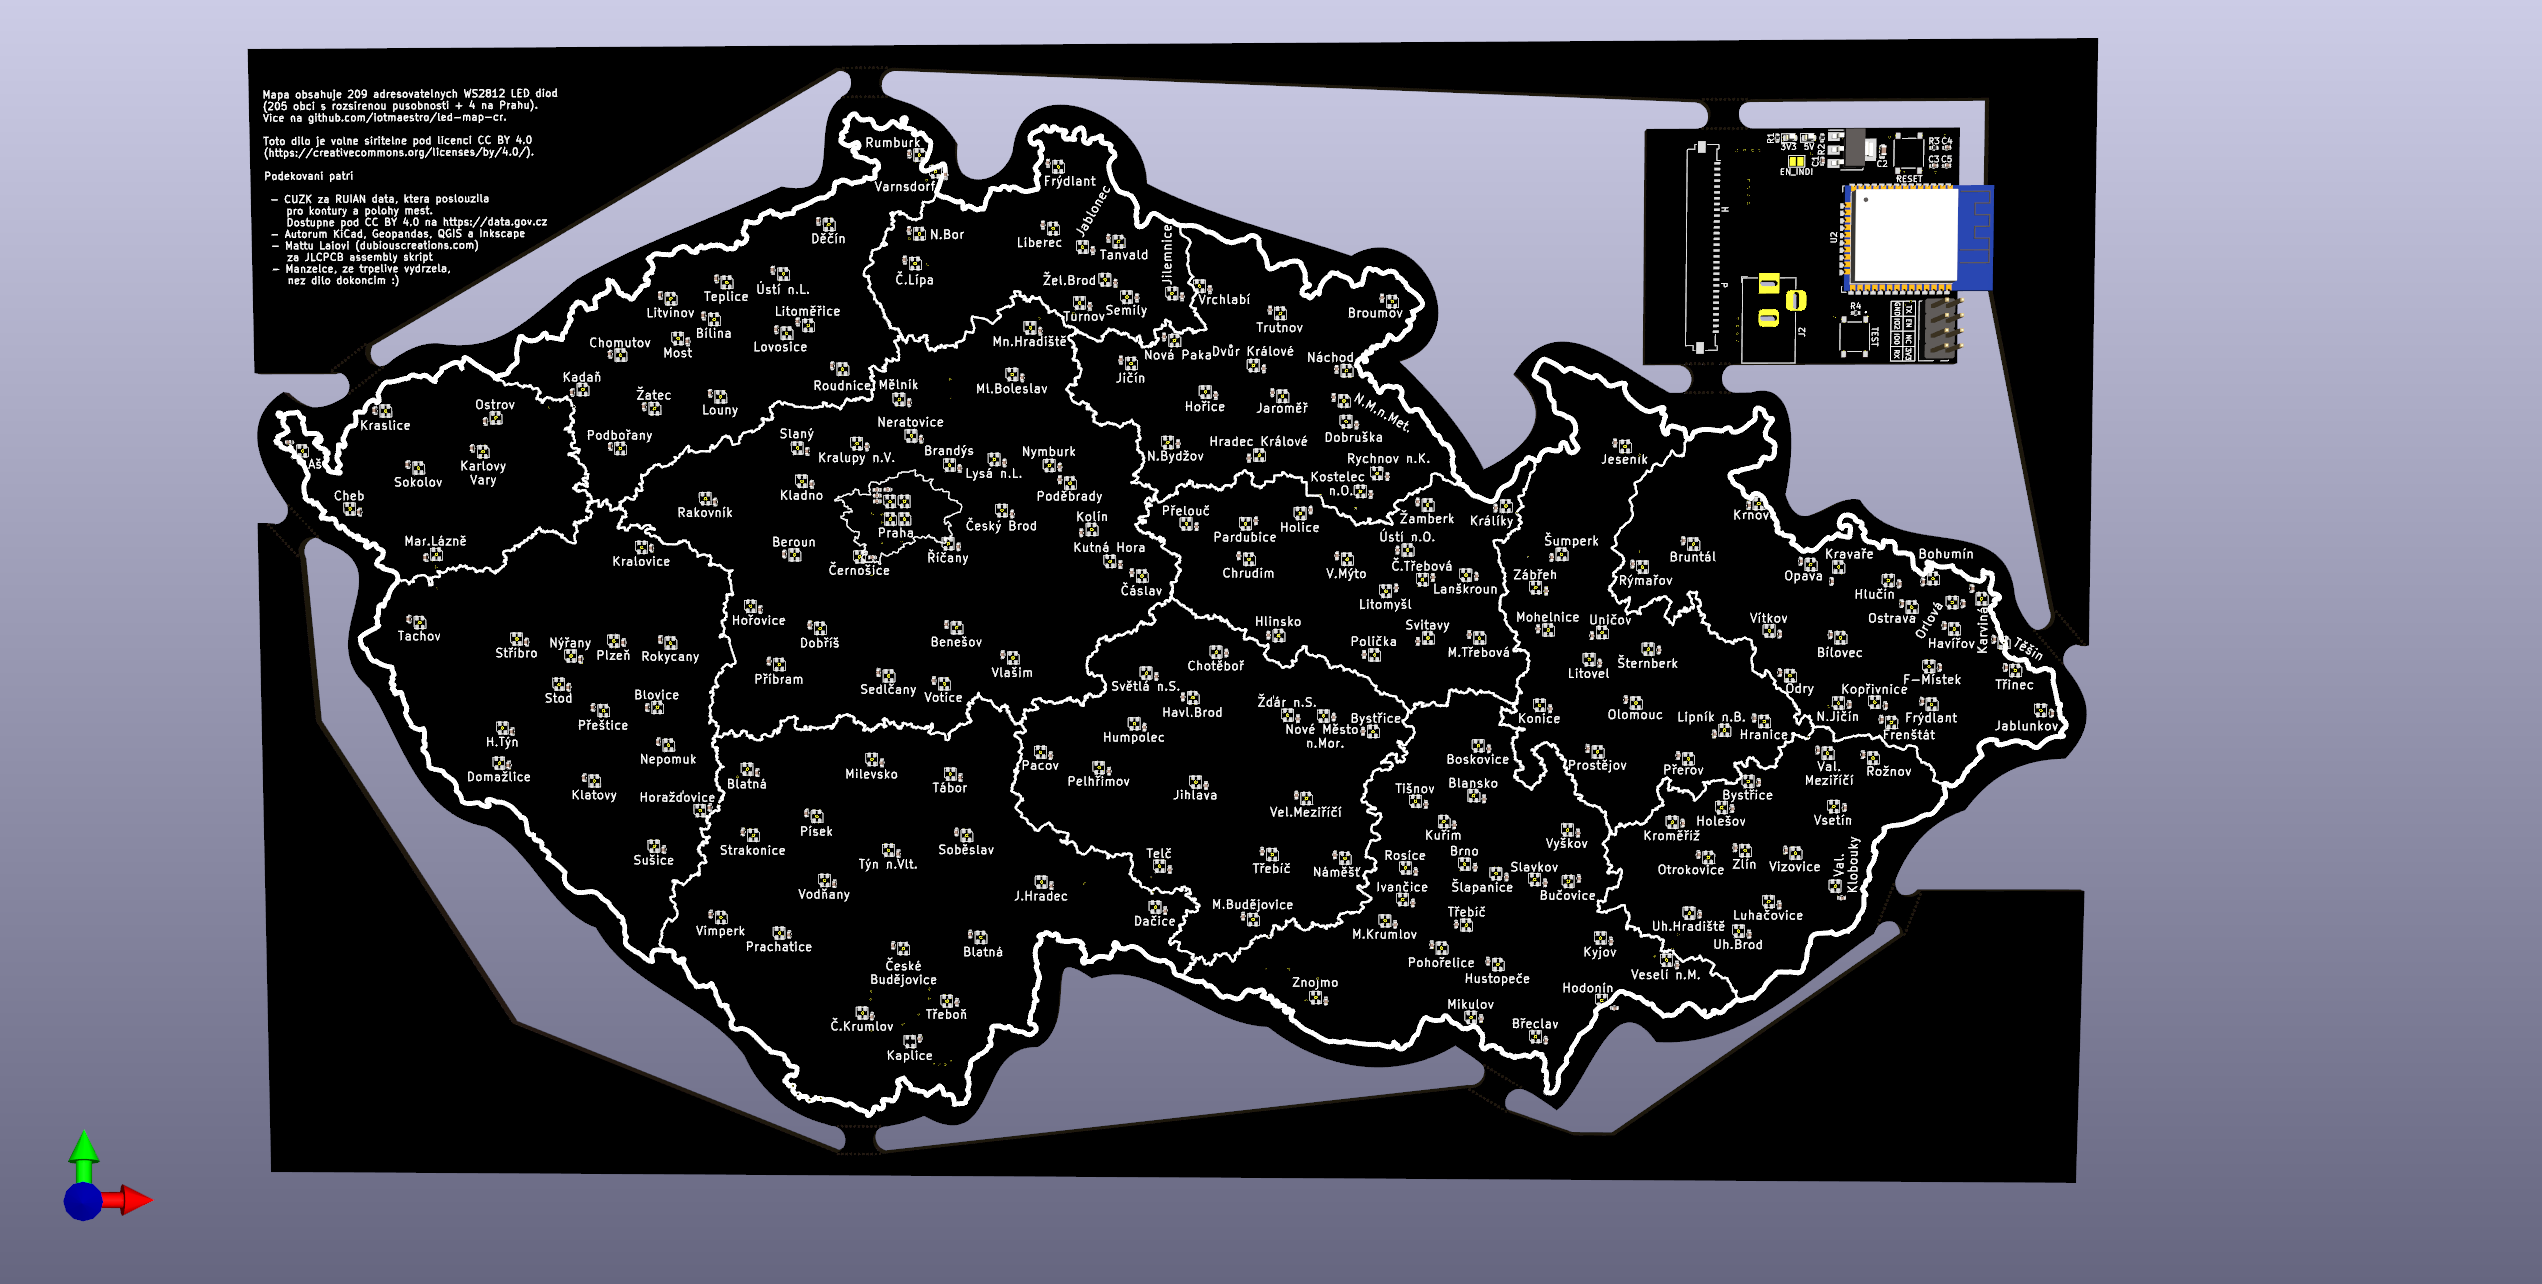 Mapa obsahuje 209 adresovatelnych WS2812 LED diod
(205 obci s rozsirenou pusobnosti + 4 na Prahu).
Vice na github.com/iotmaestro/led-map-cr.
Toto dilo je volne siritelne pod licenci CC BY 4.0
(https://creativecommons.org/licenses/by/4.0/).
Podekovani patri
- CUZK za RUIAN data, ktera poslouzila
pro kontury a polohy mest.
Dostupne pod CC BY 4.0 na https://data.gov.cz
- Autorum KiCad, Geopandas, QGIS a Inkscape
- Mattu Laiovi (dubiouscreations.com)
za JLCPCB assembly skript
- Manzelce, ze trpelive vydrzela,
nez dilo dokoncim :)
R1
3V3
5V
EN_INDI
C1
R2
C2
RESET
R3 C4
C3 C5
U2
H
P
J2
R4
TEST
TX EN NC 3V3
GND IO2 IO0 RX
Rumburk
Varnsdorf
Frýdlant
Jablonec
Děčín
N.Bor
Liberec
Tanvald
Jilemnice
Č.Lípa
Žel.Brod
Teplice
Ústí n.L.
Litvínov
Litoměřice
Turnov
Semily
Vrchlabí
Trutnov
Broumov
Bílina
Lovosice
Chomutov
Most
Mn.Hradiště
Nová Paka
Dvůr Králové
Náchod
Kadaň
Roudnice
Mělník
Ml.Boleslav
Jičín
Žatec
Louny
Hořice
Jaroměř
N.M.n.Met.
Kraslice
Ostrov
Podbořany
Slaný
Neratovice
Dobruška
Aš
Sokolov
Karlovy
Vary
Kralupy n.V.
Brandýs
Lysá n.L.
Nymburk
N.Bydžov
Hradec Králové
Rychnov n.K.
Jeseník
Cheb
Kladno
Poděbrady
Kostelec
n.O.
Rakovník
Praha
Český Brod
Kolín
Přelouč
Pardubice
Holice
Žamberk
Králíky
Krnov
Mar.Lázně
Kralovice
Beroun
Černošice
Říčany
Kutná Hora
Čáslav
Chrudim
V.Mýto
Ústí n.O.
Č.Třebová
Lanškroun
Litomyšl
Šumperk
Zábřeh
Bruntál
Rýmařov
Opava
Kravaře
Bohumín
Hlučín
Ostrava
Orlová
Karviná
Tachov
Stříbro
Nýřany
Plzeň
Rokycany
Hořovice
Dobříš
Benešov
Vlašim
Hlinsko
Polička
Svitavy
M.Třebová
Mohelnice
Uničov
Vítkov
Bílovec
Havířov
Těšín
Příbram
Sedlčany
Votice
Světlá n.S.
Chotěboř
Litovel
Šternberk
Odry
F-Místek
Třinec
Stod
Přeštice
Blovice
Havl.Brod
Žďár n.S.
Nové Město
n.Mor.
Bystřice
Konice
Olomouc
Lipník n.B.
Hranice
Kopřivnice
N.Jičín
Frýdlant
Frenštát
Jablunkov
H.Týn
Domažlice
Klatovy
Nepomuk
Horažďovice
Blatná
Milevsko
Tábor
Pacov
Humpolec
Pelhřimov
Jihlava
Vel.Meziříčí
Boskovice
Blansko
Tišnov
Prostějov
Přerov
Bystřice
Val.
Meziříčí
Rožnov
Sušice
Strakonice
Písek
Týn n.Vlt.
Soběslav
Telč
Třebíč
Náměšť
Kuřim
Rosice
Brno
Vyškov
Kroměříž
Holešov
Vsetín
Vodňany
J.Hradec
Ivančice
Šlapanice
Slavkov
Bučovice
Otrokovice
Zlín
Vizovice
Val.
Klobouky
Vimperk
Prachatice
Dačice
M.Budějovice
M.Krumlov
Třebíč
Uh.Hradiště
Luhačovice
Uh.Brod
České
Budějovice
Blatná
Pohořelice
Hustopeče
Kyjov
Veselí n.M.
Č.Krumlov
Třeboň
Znojmo
Mikulov
Hodonín
Kaplice
Břeclav